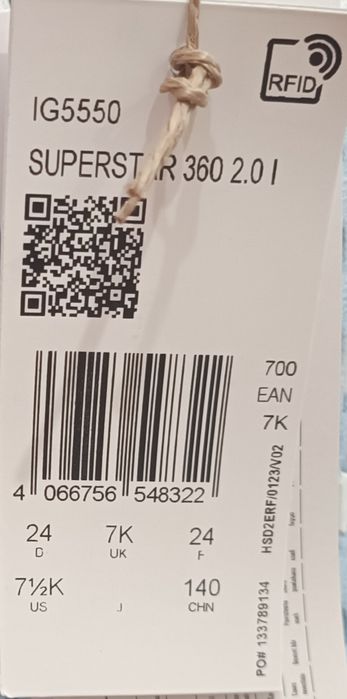 RFID
IG5550
SUPERSTAR 360 2.0 I
700
EAN
7K
4 066756 548322
24 7K 24
D UK F
7½K 140
US J CHN
HSD2ERF/0123/V02
PO# 133789134